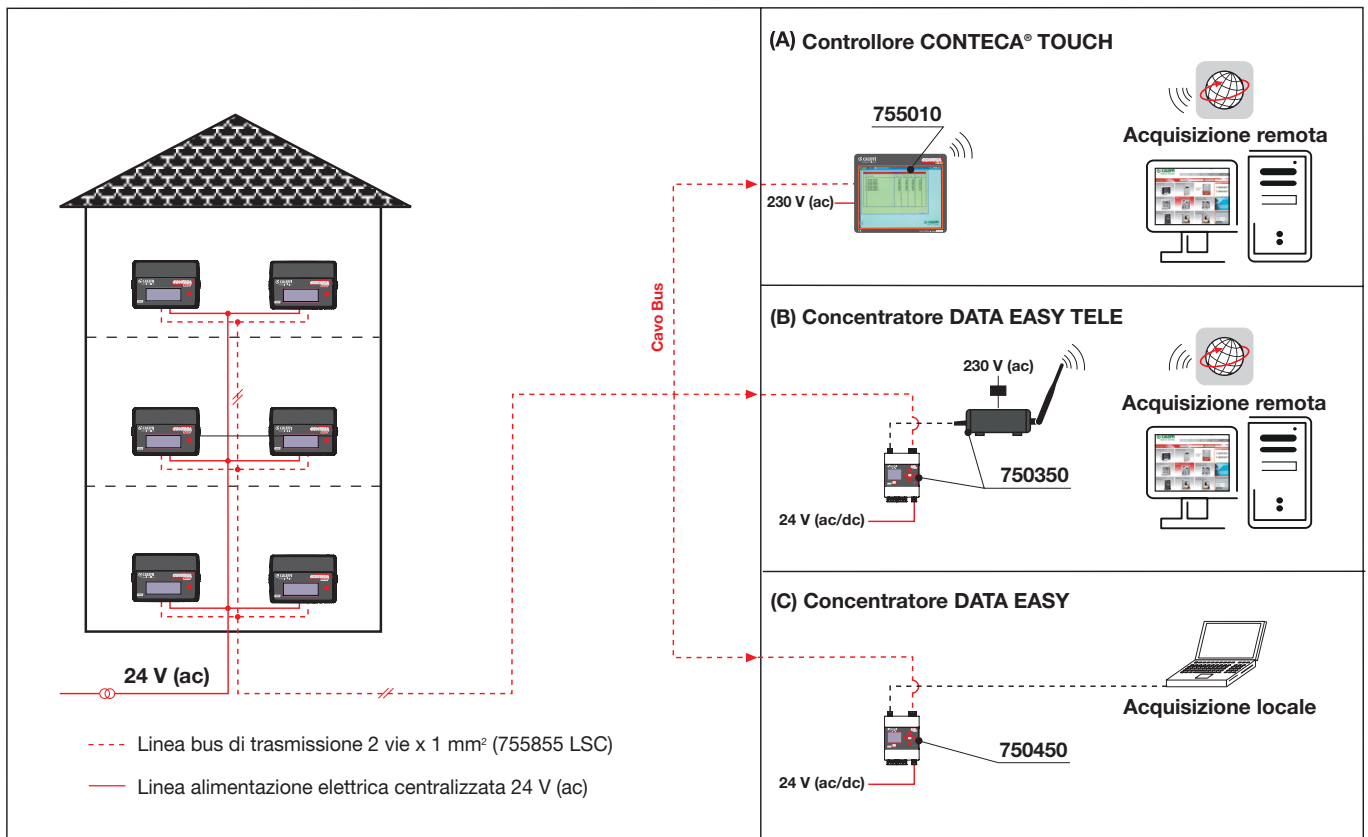 (A) Controllore CONTECA® TOUCH
755010
Acquisizione remota
230 V (ac)
Cavo Bus
(B) Concentratore DATA EASY TELE
230 V (ac)
Acquisizione remota
750350
24 V (ac/dc)
(C) Concentratore DATA EASY
Acquisizione locale
750450
24 V (ac/dc)
24 V (ac)
Linea bus di trasmissione 2 vie x 1 mm² (755855 LSC)
Linea alimentazione elettrica centralizzata 24 V (ac)